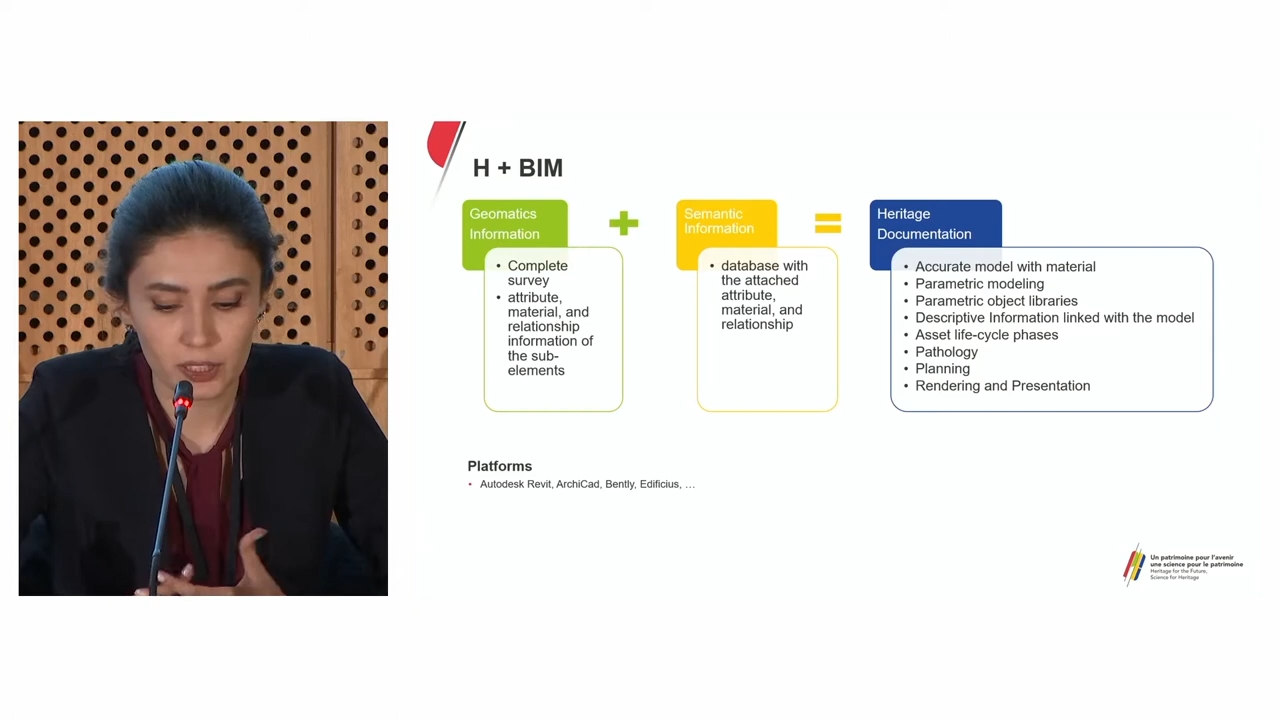 H + BIM
Geomatics
Information
• Complete
survey
• attribute,
material, and
relationship
information of
the sub-
elements
Semantic
Information
• database with
the attached
attribute,
material, and
relationship
Heritage
Documentation
• Accurate model with material
• Parametric modeling
• Parametric object libraries
• Descriptive Information linked with the model
• Asset life-cycle phases
• Pathology
• Planning
• Rendering and Presentation
Platforms
• Autodesk Revit, ArchiCad, Bently, Edificius, …
Un patrimoine pour l'avenir
une science pour le patrimoine
Heritage for the Future,
Science for Heritage